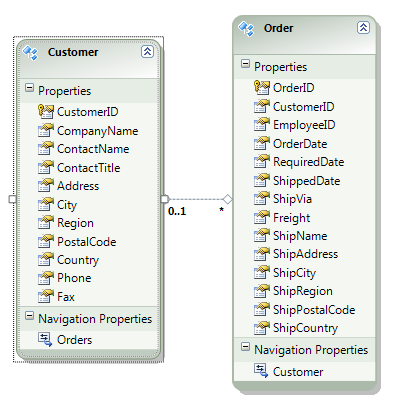 Customer
Properties
CustomerID
CompanyName
ContactName
ContactTitle
Address
City
Region
PostalCode
Country
Phone
Fax
Navigation Properties
Orders
0..1
*
Order
Properties
OrderID
CustomerID
EmployeeID
OrderDate
RequiredDate
ShippedDate
ShipVia
Freight
ShipName
ShipAddress
ShipCity
ShipRegion
ShipPostalCode
ShipCountry
Navigation Properties
Customer